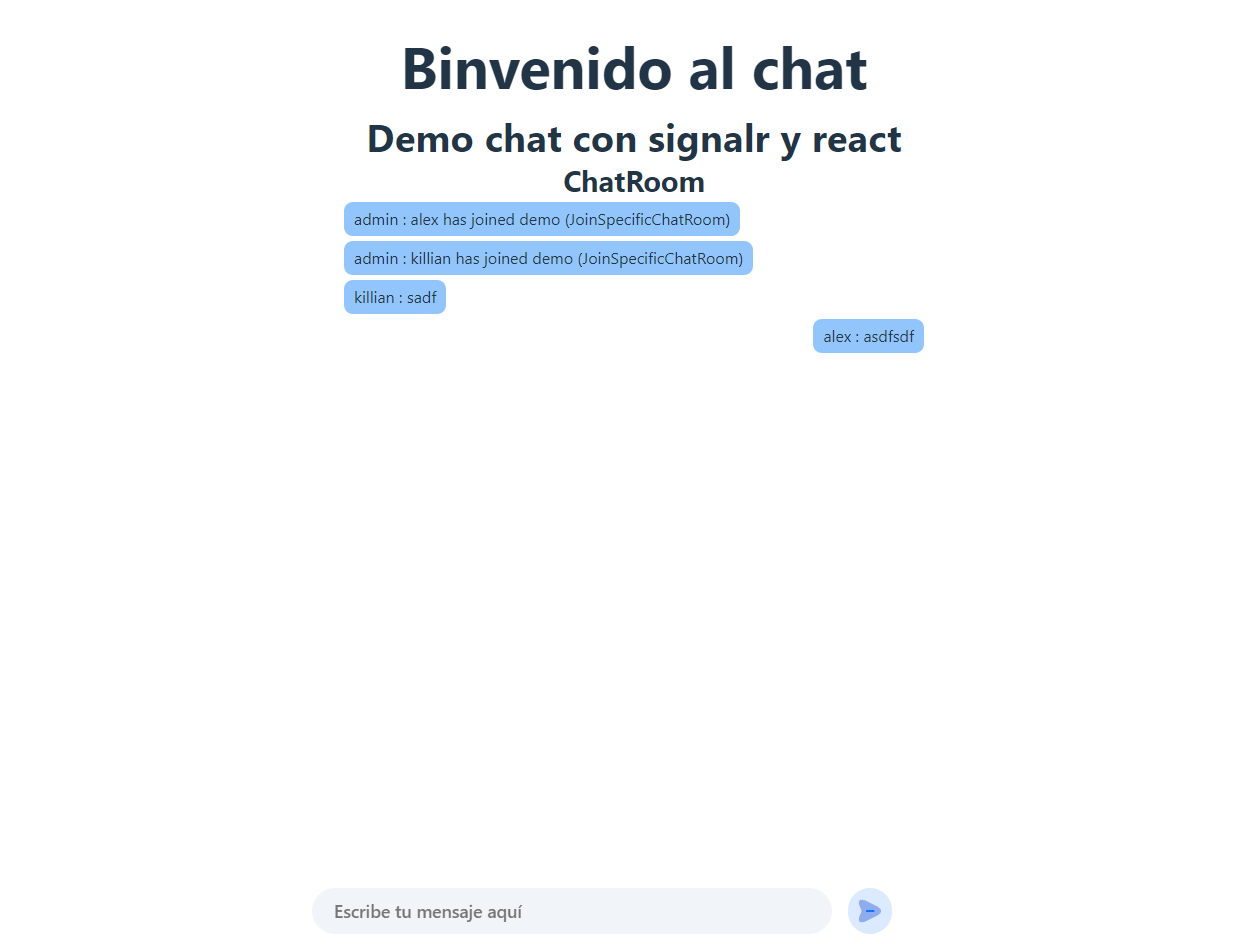 Binvenido al chat
Demo chat con signalr y react
ChatRoom
admin : alex has joined demo (JoinSpecificChatRoom)
admin : killian has joined demo (JoinSpecificChatRoom)
killian : sadf
alex : asdfsdf
Escribe tu mensaje aquí